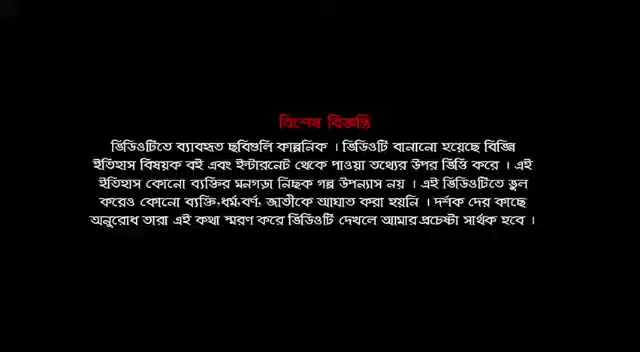 বিশেষ বিজ্ঞপ্তি
ভিডিওটিতে ব্যাবহৃত ছবিগুলি কাল্পনিক । ভিডিওটি বানানো হয়েছে বিভিন্ন
ইতিহাস বিষয়ক বই এবং ইন্টারনেট থেকে পাওয়া তথ্যের উপর ভিত্তি করে । এই
ইতিহাস কোনো ব্যক্তির মনগড়া নিছক গল্প উপন্যাস নয় । এই ভিডিওটিতে ভুল
করেও কোনো ব্যক্তি,ধর্ম,বর্ণ, জাতীকে আঘাত করা হয়নি । দর্শক দের কাছে
অনুরোধ তারা এই কথা স্মরণ করে ভিডিওটি দেখলে আমার প্রচেষ্টা সার্থক হবে ।